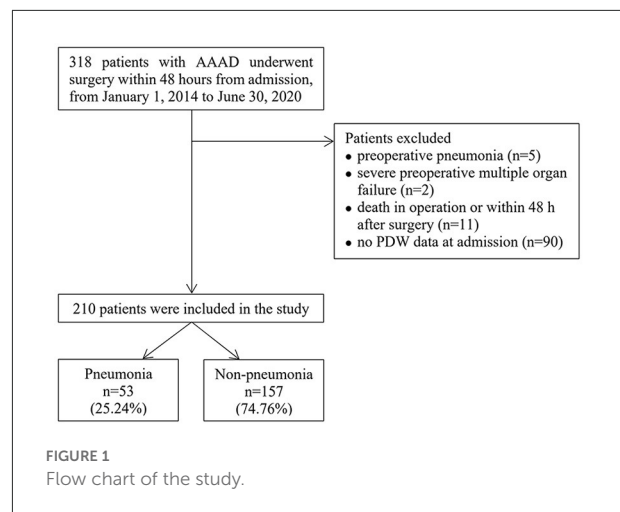 318 patients with AAAD underwent
surgery within 48 hours from admission,
from January 1, 2014 to June 30, 2020
Patients excluded
• preoperative pneumonia (n=5)
• severe preoperative multiple organ
failure (n=2)
• death in operation or within 48 h
after surgery (n=11)
• no PDW data at admission (n=90)
210 patients were included in the study
Pneumonia
n=53
(25.24%)
Non-pneumonia
n=157
(74.76%)
FIGURE 1
Flow chart of the study.